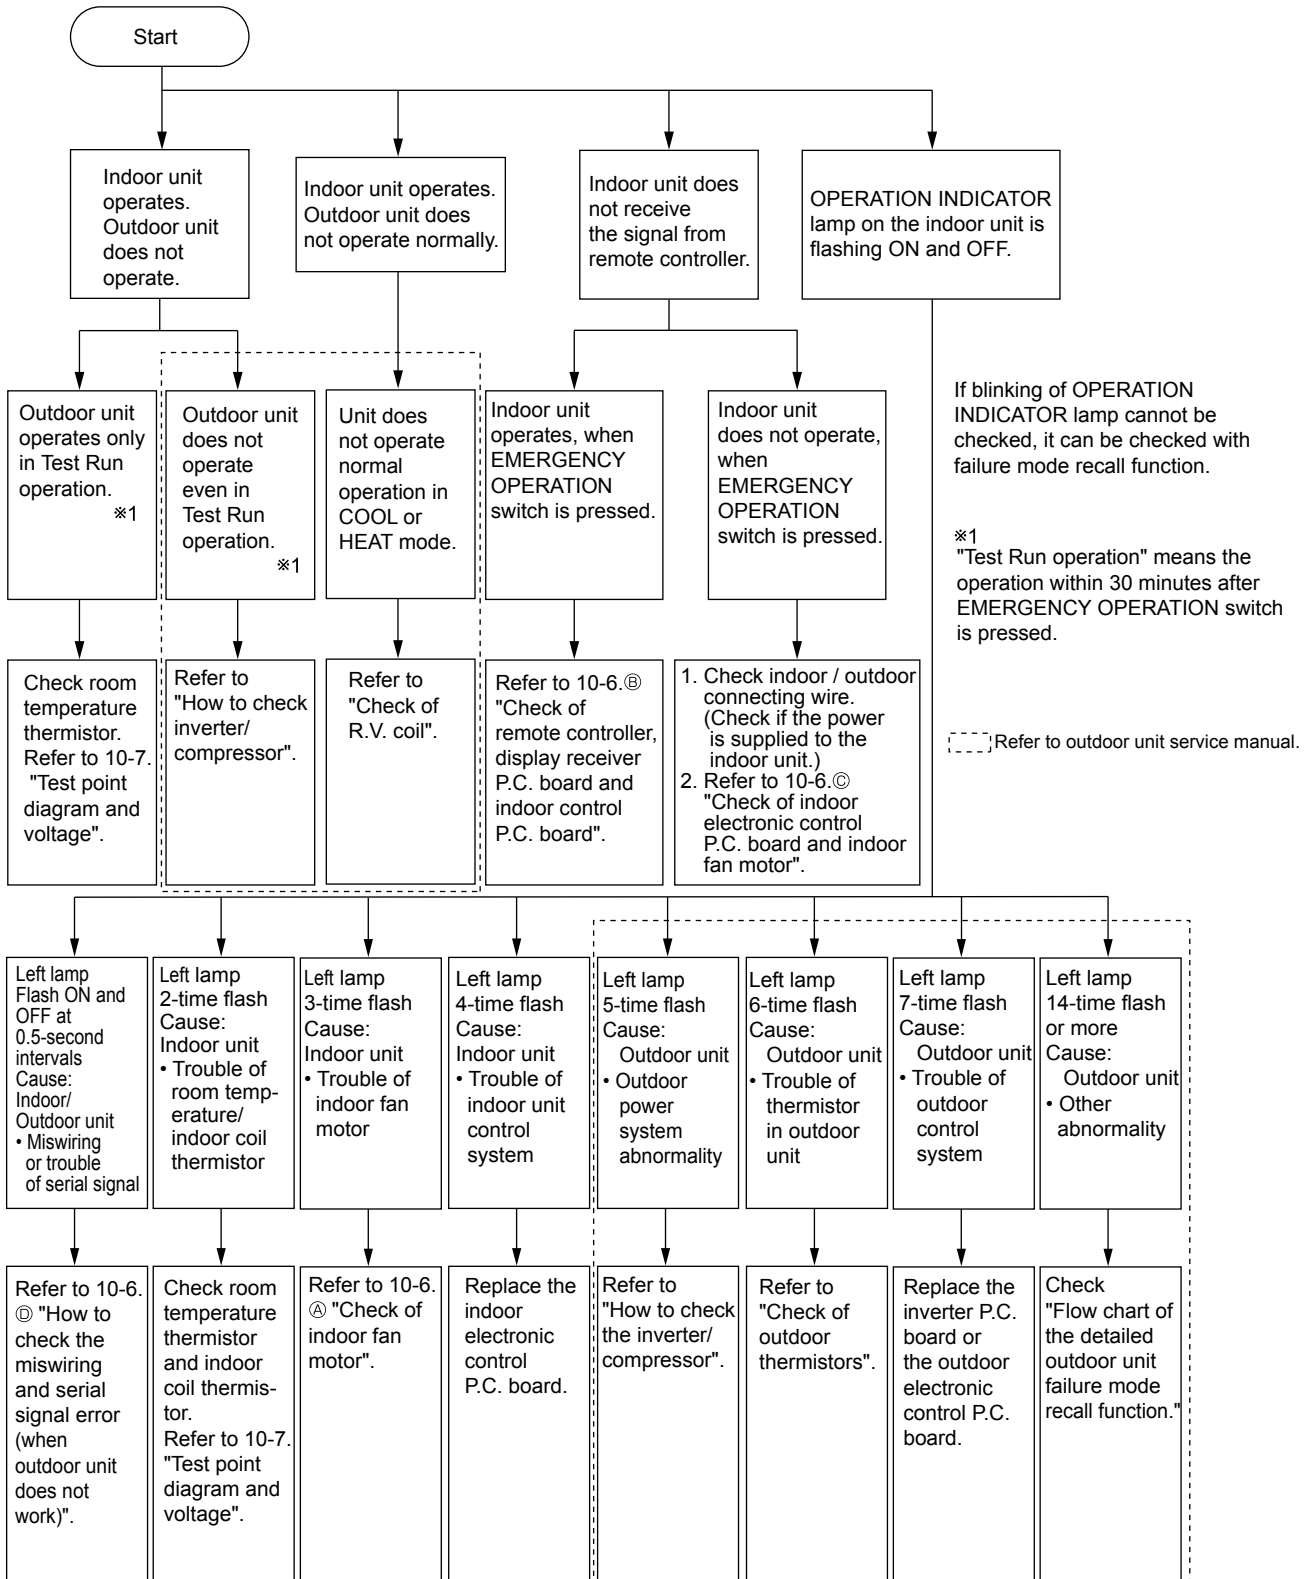 Start
Indoor unit
operates.
Outdoor unit
does not
operate.
Indoor unit operates.
Outdoor unit does
not operate normally.
Indoor unit does
not receive
the signal from
remote controller.
OPERATION INDICATOR
lamp on the indoor unit is
flashing ON and OFF.
Outdoor unit
operates only
in Test Run
operation.
※1
Outdoor unit
does not
operate
even in
Test Run
operation.
※1
Unit does
not operate
normal
operation in
COOL or
HEAT mode.
Indoor unit
operates, when
EMERGENCY
OPERATION
switch is pressed.
Indoor unit
does not operate,
when
EMERGENCY
OPERATION
switch is pressed.
If blinking of OPERATION
INDICATOR lamp cannot be
checked, it can be checked with
failure mode recall function.
※1
"Test Run operation" means the
operation within 30 minutes after
EMERGENCY OPERATION switch
is pressed.
Check room
temperature
thermistor.
Refer to 10-7.
"Test point
diagram and
voltage".
Refer to
"How to check
inverter/
compressor".
Refer to
"Check of
R.V. coil".
Refer to 10-6.Ⓑ
"Check of
remote controller,
display receiver
P.C. board and
indoor control
P.C. board".
1. Check indoor / outdoor
connecting wire.
(Check if the power
is supplied to the
indoor unit.)
2. Refer to 10-6.Ⓒ
"Check of indoor
electronic control
P.C. board and indoor
fan motor".
Refer to outdoor unit service manual.
Left lamp
Flash ON and
OFF at
0.5-second
intervals
Cause:
Indoor/
Outdoor unit
• Miswiring
or trouble
of serial signal
Left lamp
2-time flash
Cause:
Indoor unit
• Trouble of
room temp-
erature/
indoor coil
thermistor
Left lamp
3-time flash
Cause:
Indoor unit
• Trouble of
indoor fan
motor
Left lamp
4-time flash
Cause:
Indoor unit
• Trouble of
indoor unit
control
system
Left lamp
5-time flash
Cause:
Outdoor unit
• Outdoor
power
system
abnormality
Left lamp
6-time flash
Cause:
Outdoor unit
• Trouble of
thermistor
in outdoor
unit
Left lamp
7-time flash
Cause:
Outdoor unit
• Trouble of
outdoor
control
system
Left lamp
14-time flash
or more
Cause:
Outdoor unit
• Other
abnormality
Refer to 10-6.
Ⓓ "How to
check the
miswiring
and serial
signal error
(when
outdoor unit
does not
work)".
Check room
temperature
thermistor
and indoor
coil thermis-
tor.
Refer to 10-7.
"Test point
diagram and
voltage".
Refer to 10-6.
Ⓐ "Check of
indoor fan
motor".
Replace the
indoor
electronic
control
P.C. board.
Refer to
"How to check
the inverter/
compressor".
Refer to
"Check of
outdoor
thermistors".
Replace the
inverter P.C.
board or
the outdoor
electronic
control P.C.
board.
Check
"Flow chart of
the detailed
outdoor unit
failure mode
recall function."